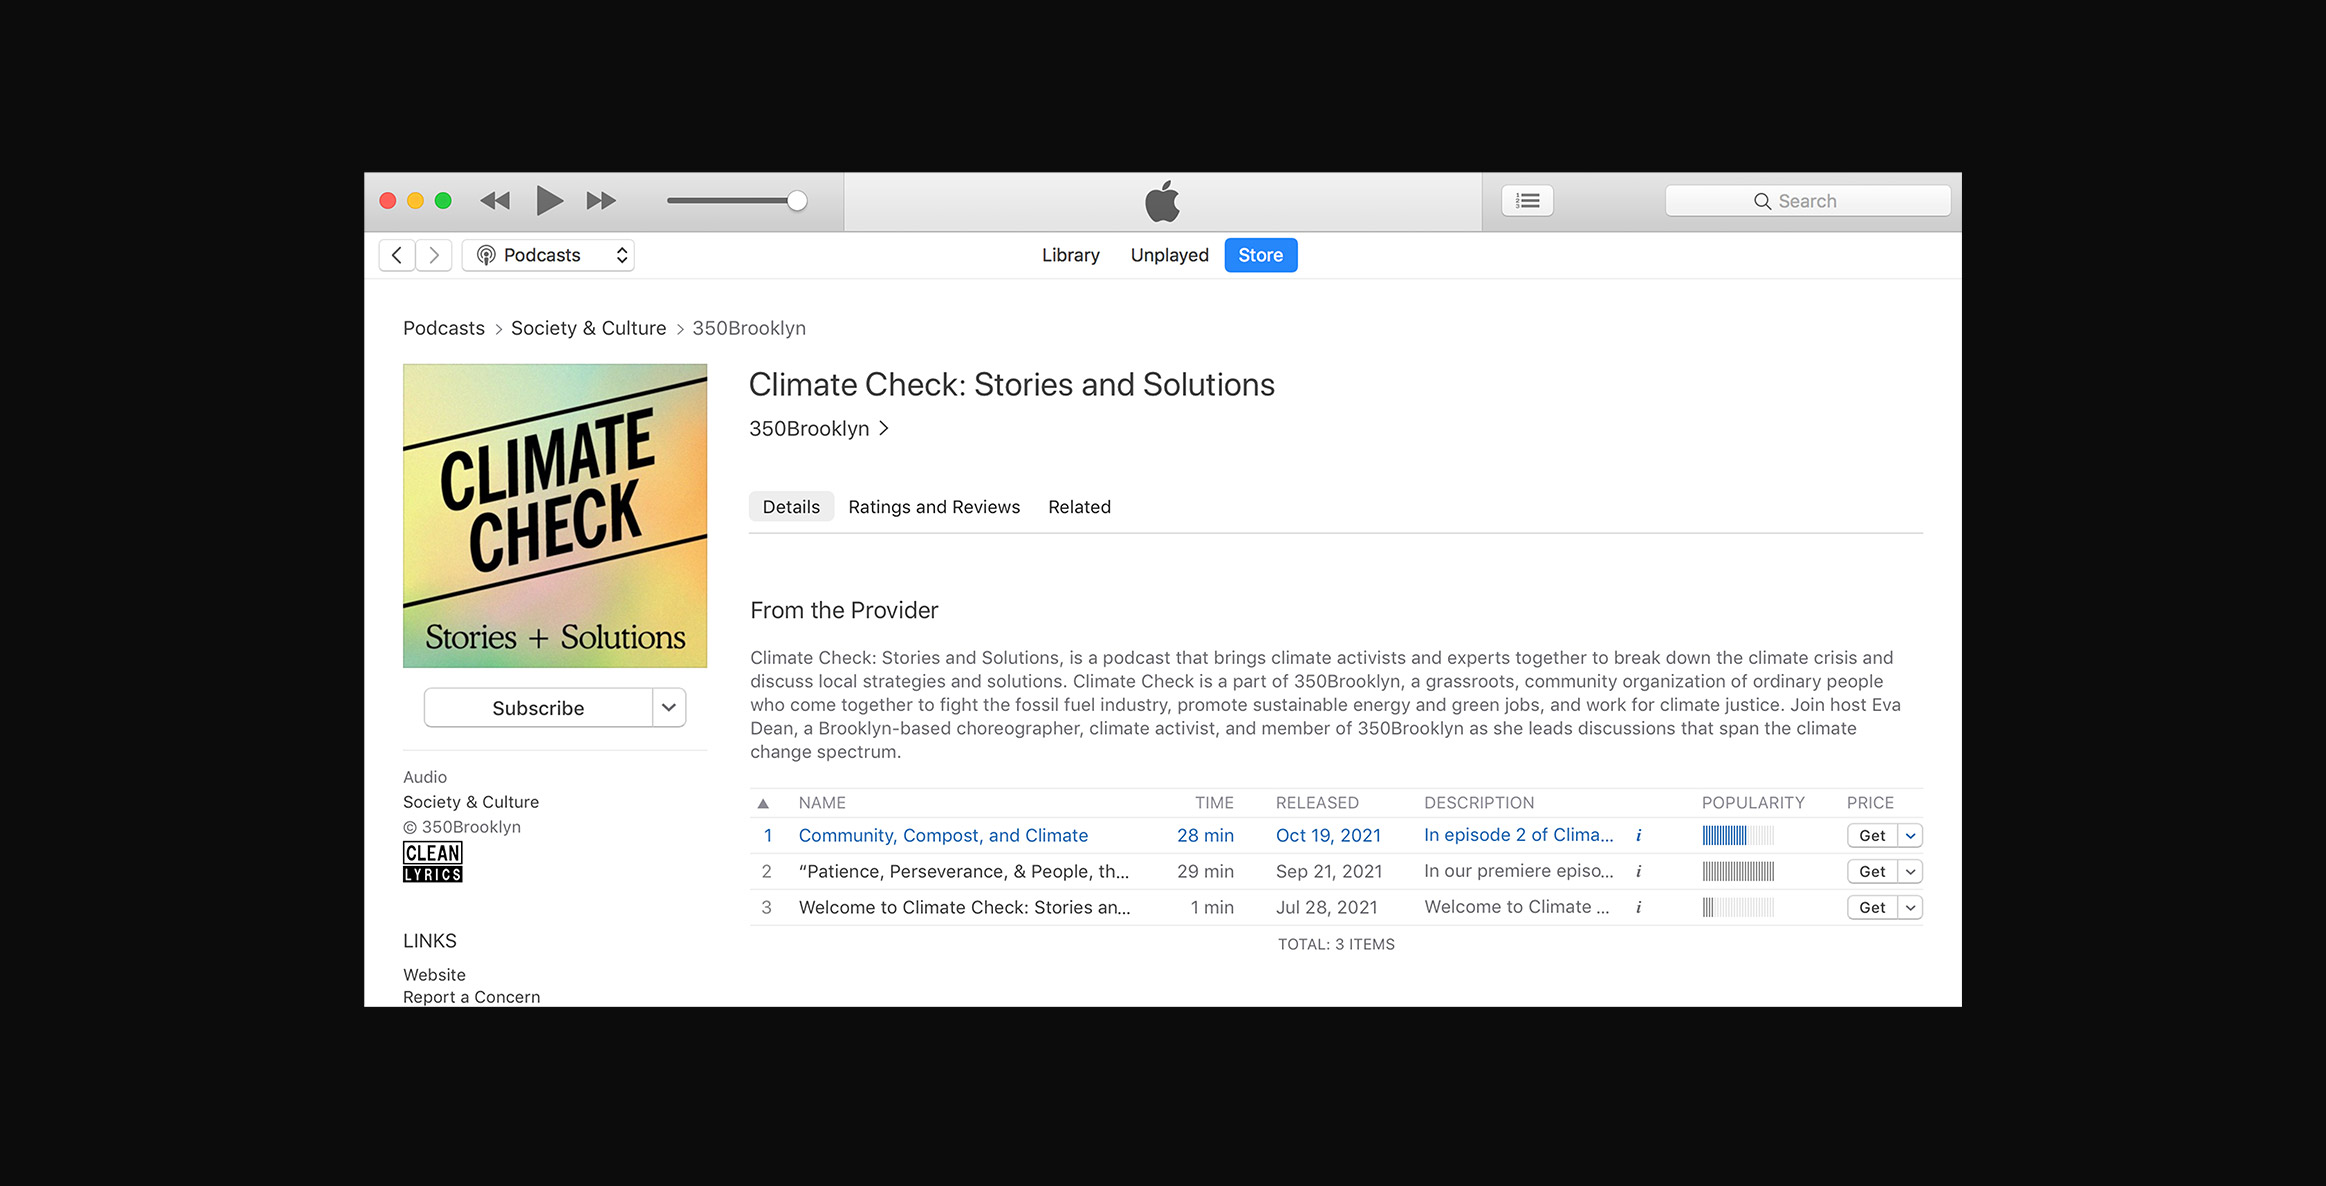 Search
Podcasts
Library
Unplayed
Store
Podcasts > Society & Culture > 350Brooklyn
CLIMATE
CHECK
Stories + Solutions
Subscribe
Audio
Society & Culture
© 350Brooklyn
CLEAN
LYRICS
LINKS
Website
Report a Concern
Climate Check: Stories and Solutions
350Brooklyn >
Details
Ratings and Reviews
Related
From the Provider
Climate Check: Stories and Solutions, is a podcast that brings climate activists and experts together to break down the climate crisis and
discuss local strategies and solutions. Climate Check is a part of 350Brooklyn, a grassroots, community organization of ordinary people
who come together to fight the fossil fuel industry, promote sustainable energy and green jobs, and work for climate justice. Join host Eva
Dean, a Brooklyn-based choreographer, climate activist, and member of 350Brooklyn as she leads discussions that span the climate
change spectrum.
▲ NAME TIME RELEASED DESCRIPTION POPULARITY PRICE
1 Community, Compost, and Climate 28 min Oct 19, 2021 In episode 2 of Clima... i Get
2 “Patience, Perseverance, & People, th... 29 min Sep 21, 2021 In our premiere episo... i Get
3 Welcome to Climate Check: Stories an... 1 min Jul 28, 2021 Welcome to Climate ... i Get
TOTAL: 3 ITEMS